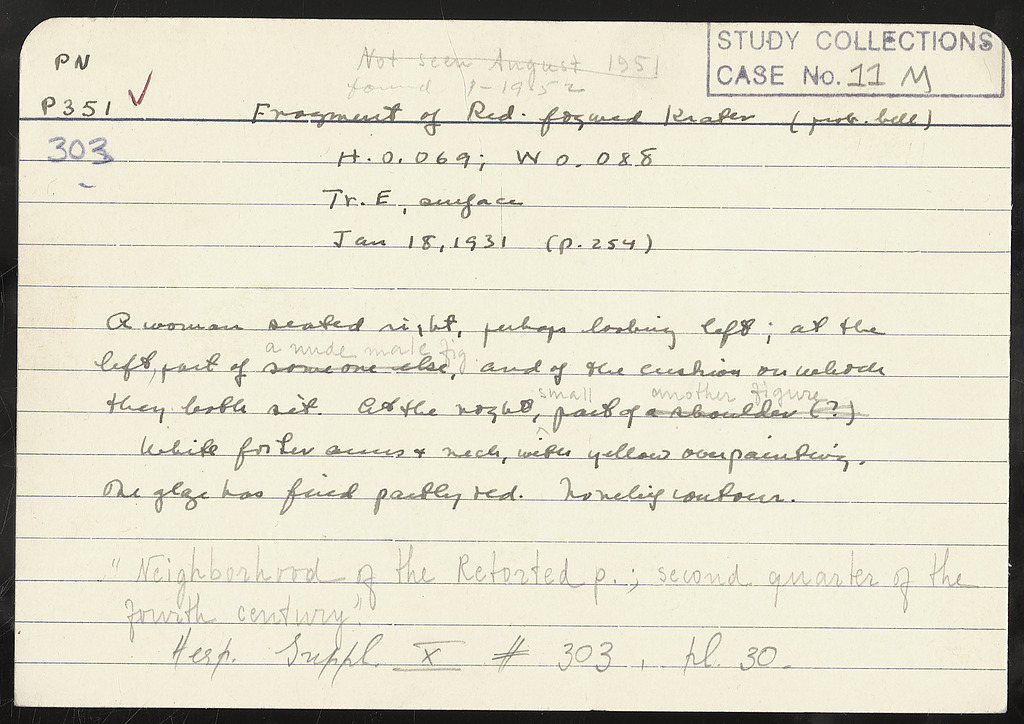 PN
STUDY COLLECTIONS
CASE No. 11 M
Not seen August 1951
found 1952
P351
Fragment of Red-figured Krater (prob. bell)
303
H. 0.069; W 0.088
Tr. E, surface
Jan 18, 1931 (p. 254)
A woman seated right, perhaps looking left; at the
a nude male fig.
left, part of someone else, and of the cushion on which
small another figure
they both sit. At the right, part of a shoulder (?)
White for her arms & neck, with yellow overpainting.
The glaze has fired partly red. No relief contour.
"Neighborhood of the Retorted p.; second quarter of the
fourth century."
Hesp. Suppl. X # 303, pl. 30.